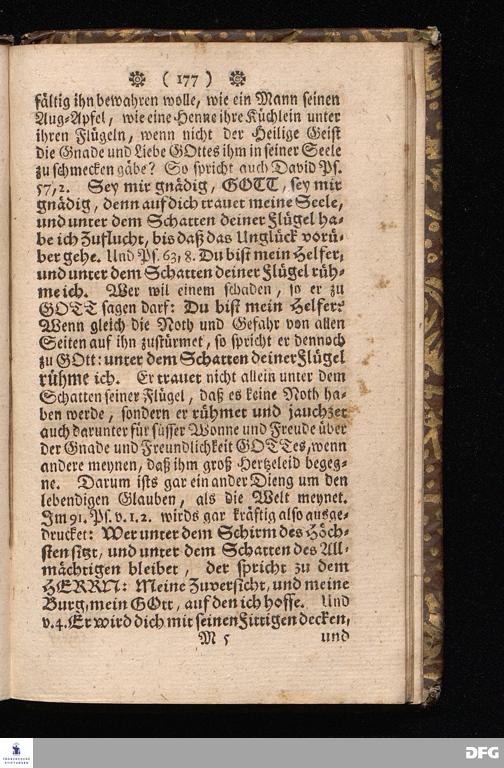 ( 177 )
fältig ihn bewahren wolle, wie ein Mann seinen
Aug-Apfel, wie eine Henne ihre Küchlein unter
ihren Flügeln, wenn nicht der Heilige Geist
die Gnade und Liebe GOttes ihm in seiner Seele
zu schmecken gäbe? So spricht auch David Ps.
57, 2. Sey mir gnädig, GOTT, sey mir
gnädig, denn auf dich trauet meine Seele,
und unter dem Schatten deiner Flügel ha-
be ich Zuflucht, bis daß das Unglück vorü-
ber gehe. Und Ps. 63, 8. Du bist mein Helfer,
und unter dem Schatten deiner Flügel rüh-
me ich. Wer wil einem schaden, so er zu
GOTT sagen darf: Du bist mein Helfer?
Wenn gleich die Noth und Gefahr von allen
Seiten auf ihn zustürmet, so spricht er dennoch
zu GOtt: unter dem Schatten deiner Flügel
rühme ich. Er trauet nicht allein unter dem
Schatten seiner Flügel, daß es keine Noth ha-
ben werde, sondern er rühmet und jauchzet
auch darunter für süsser Wonne und Freude über
der Gnade und Freundlichkeit GOTTes, wenn
andere meynen, daß ihm groß Hertzeleid begeg-
ne. Darum ists gar ein ander Dieng um den
lebendigen Glauben, als die Welt meynet.
Im 91. Ps. v. 1. 2. wirds gar kräftig also ausge-
drucket: Wer unter dem Schirm des Höch-
sten sitzt, und unter dem Schatten des All-
mächtigen bleibet, der spricht zu dem
HERRN: Meine Zuversicht, und meine
Burg, mein GOtt, auf den ich hoffe. Und
v. 4. Er wird dich mit seinen Fittigen decken,
M 5 und
FRANCKESCHE
STIFTUNGEN
DFG